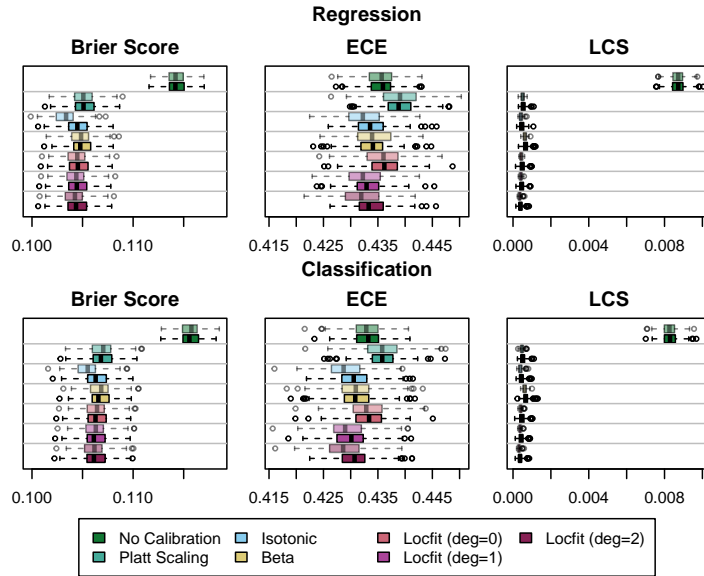 Regression
Brier Score ECE LCS
0.100 0.110 0.415 0.425 0.435 0.445 0.000 0.004 0.008
Classification
Brier Score ECE LCS
0.100 0.110 0.415 0.425 0.435 0.445 0.000 0.004 0.008
No Calibration Isotonic Locfit (deg=0) Locfit (deg=2)
Platt Scaling Beta Locfit (deg=1)